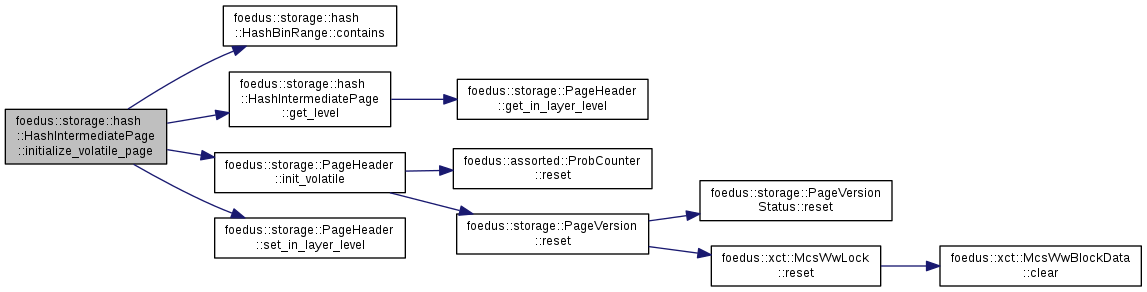 foedus::storage::hash
::HashBinRange::contains
foedus::storage::hash
::HashIntermediatePage
::get_level
foedus::storage::PageHeader
::get_in_layer_level
foedus::storage::hash
::HashIntermediatePage
::initialize_volatile_page
foedus::storage::PageHeader
::init_volatile
foedus::assorted::ProbCounter
::reset
foedus::storage::PageVersion
Status::reset
foedus::storage::PageHeader
::set_in_layer_level
foedus::storage::PageVersion
::reset
foedus::xct::McsWwLock
::reset
foedus::xct::McsWwBlockData
::clear